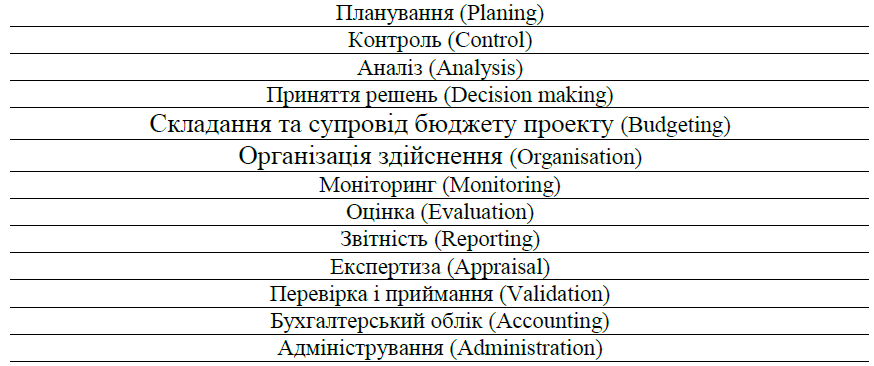 Планування (Planing)
Контроль (Control)
Аналіз (Analysis)
Приняття решень (Decision making)
Складання та супровід бюджету проекту (Budgeting)
Організація здійснення (Organisation)
Моніторинг (Monitoring)
Оцінка (Evaluation)
Звітність (Reporting)
Експертиза (Appraisal)
Перевірка і приймання (Validation)
Бухгалтерський облік (Accounting)
Адміністрування (Administration)